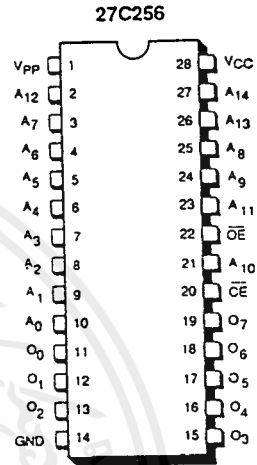 27C256
VPP 1 28 VCC
A12 2 27 A14
A7 3 26 A13
A6 4 25 A8
A5 5 24 A9
A4 6 23 A11
A3 7 22 O̅E̅
A2 8 21 A10
A1 9 20 C̅E̅
A0 10 19 O7
O0 11 18 O6
O1 12 17 O5
O2 13 16 O4
GND 14 15 O3